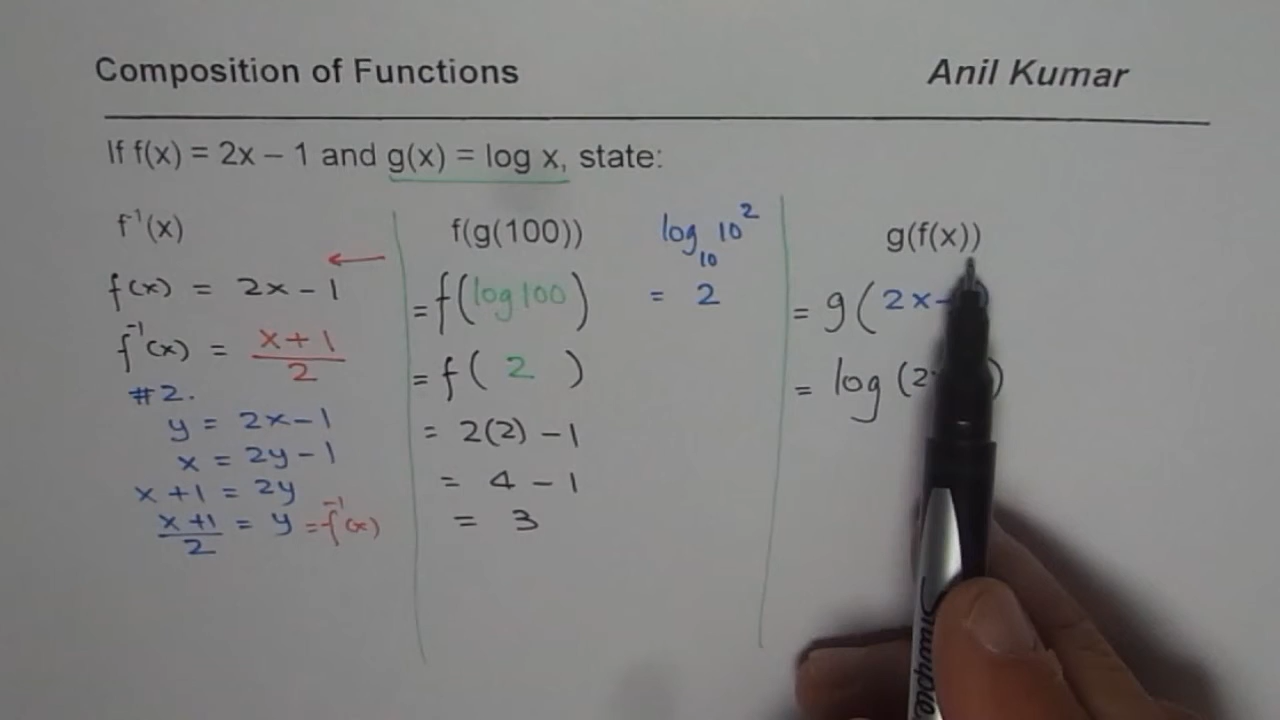 Composition of Functions
Anil Kumar
If f(x) = 2x – 1 and g(x) = log x, state:
f⁻¹(x)
f(x) = 2x - 1
f⁻¹(x) = x+1/2
#2.
y = 2x-1
x = 2y - 1
x + 1 = 2y
x+1/2 = y = f⁻¹(x)
f(g(100))
= f(log 100)
= f( 2 )
= 2(2) - 1
= 4 - 1
= 3
log₁₀ 10²
= 2
g(f(x))
= g( 2x-
= log (2 )
Sharpie